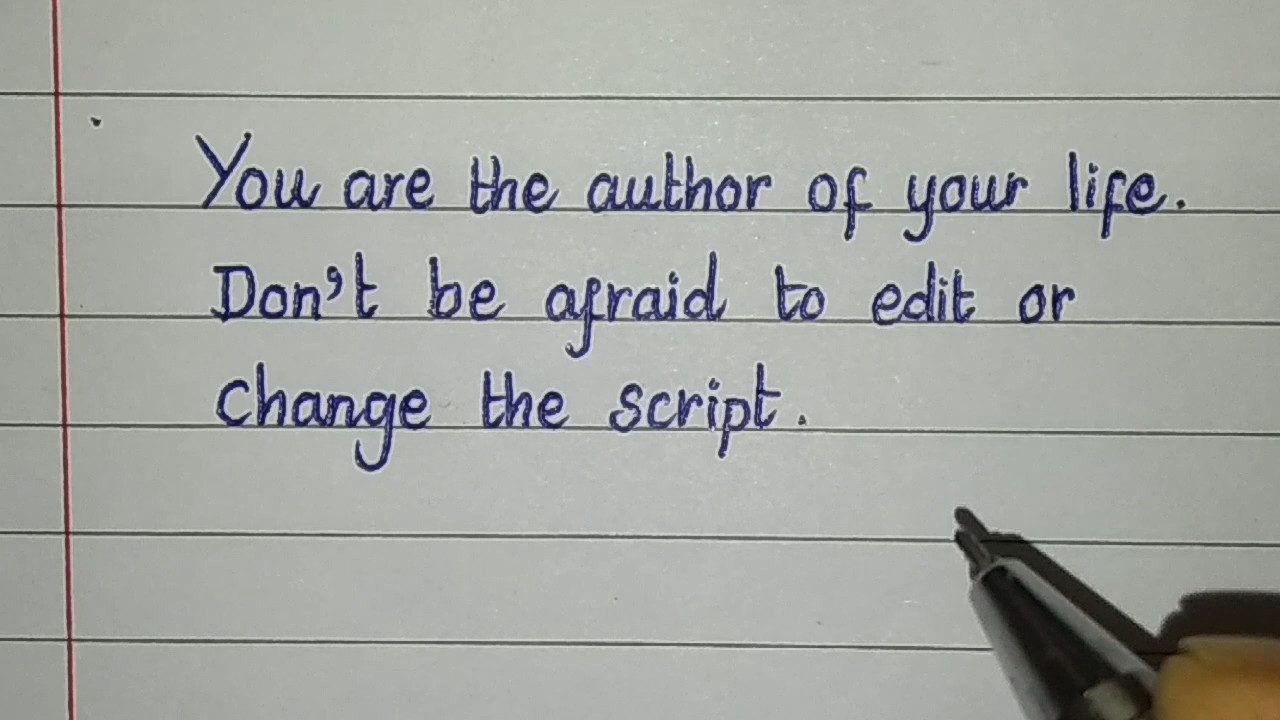 You are the author of your life.
Don't be afraid to edit or
change the script.